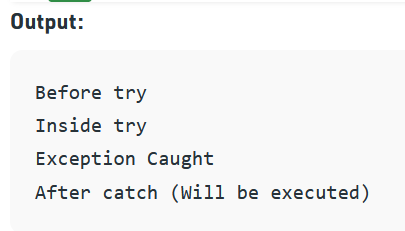 Output:
Before try
Inside try
Exception Caught
After catch (Will be executed)